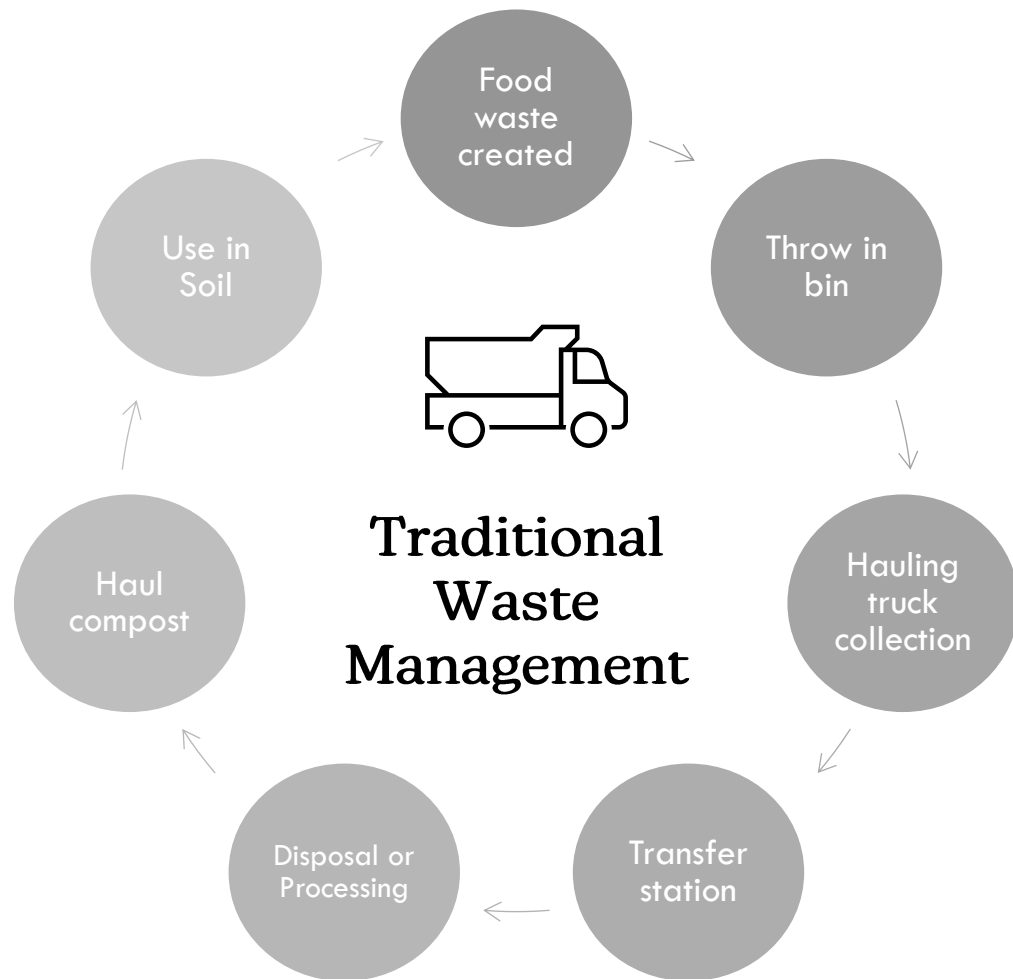 Food
waste
created
Throw in
bin
Hauling
truck
collection
Transfer
station
Disposal or
Processing
Haul
compost
Use in
Soil
Traditional
Waste
Management